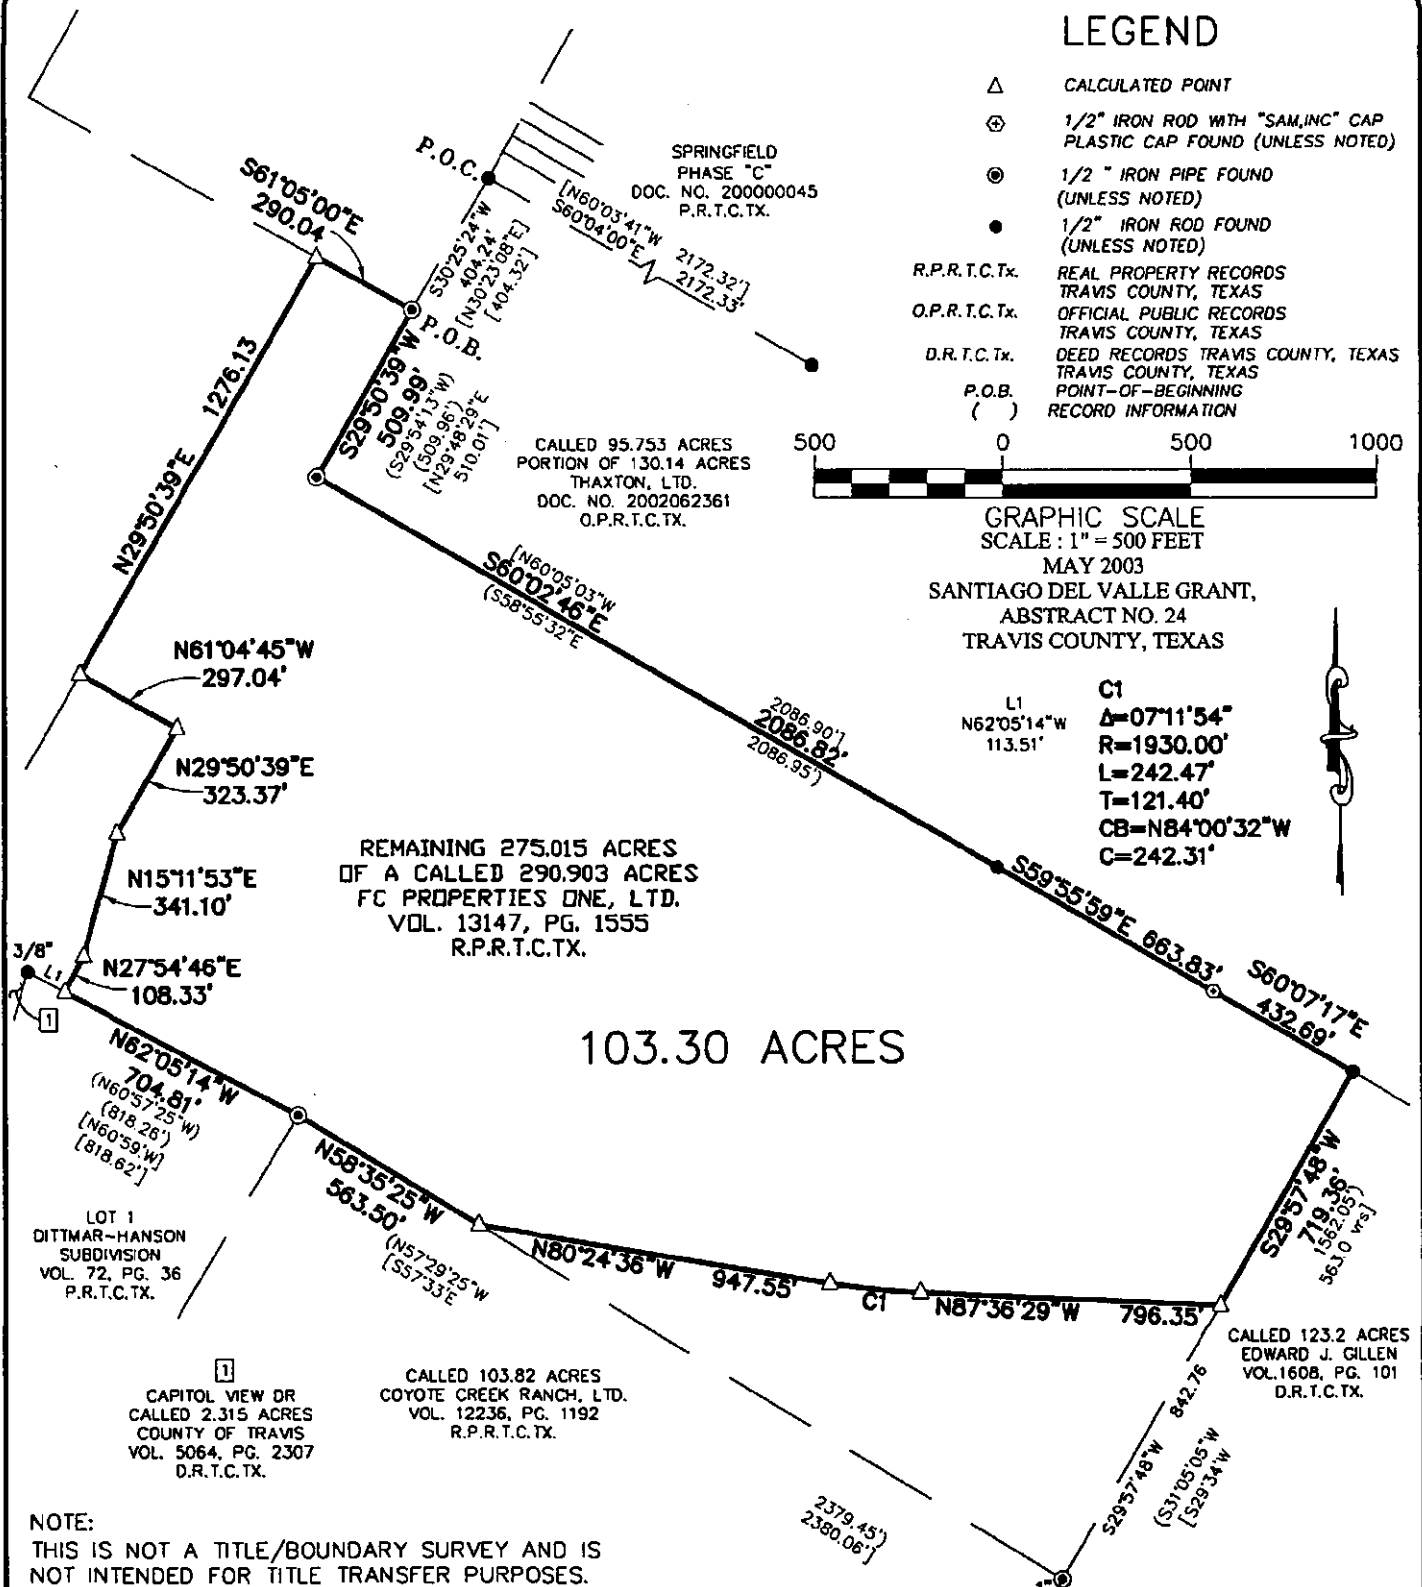 LEGEND
CALCULATED POINT
1/2" IRON ROD WITH "SAM,INC" CAP
PLASTIC CAP FOUND (UNLESS NOTED)
1/2 " IRON PIPE FOUND
(UNLESS NOTED)
1/2" IRON ROD FOUND
(UNLESS NOTED)
R.P.R.T.C.Tx. REAL PROPERTY RECORDS
TRAVIS COUNTY, TEXAS
O.P.R.T.C.Tx. OFFICIAL PUBLIC RECORDS
TRAVIS COUNTY, TEXAS
D.R.T.C.Tx. DEED RECORDS TRAVIS COUNTY, TEXAS
TRAVIS COUNTY, TEXAS
P.O.B. POINT-OF-BEGINNING
( ) RECORD INFORMATION
500 0 500 1000
GRAPHIC SCALE
SCALE : 1" = 500 FEET
MAY 2003
SANTIAGO DEL VALLE GRANT,
ABSTRACT NO. 24
TRAVIS COUNTY, TEXAS
L1
N62°05'14"W
113.51'
C1
Δ=07°11'54"
R=1930.00'
L=242.47'
T=121.40'
CB=N84°00'32"W
C=242.31'
P.O.C.
SPRINGFIELD
PHASE "C"
DOC. NO. 200000045
P.R.T.C.TX.
[N60°03'41"W 2172.32']
S60°04'00"E 2172.33'
S61°05'00"E
290.04
S30°25'24"W
404.24'
[N30°23'08"E]
[404.32']
P.O.B.
S29°50'39"W
509.99'
(S29°54'13"W)
(509.96')
[N29°48'29"E
510.01']
CALLED 95.753 ACRES
PORTION OF 130.14 ACRES
THAXTON, LTD.
DOC. NO. 2002062361
O.P.R.T.C.TX.
N29°50'39"E 1276.13
[N60°05'03"W
S60°02'46"E
(S58°55'32"E
2086.90']
2086.82'
2086.95')
N61°04'45"W
297.04'
N29°50'39"E
323.37'
N15°11'53"E
341.10'
N27°54'46"E
108.33'
3/8"
L1
1
REMAINING 275.015 ACRES
OF A CALLED 290.903 ACRES
FC PROPERTIES ONE, LTD.
VOL. 13147, PG. 1555
R.P.R.T.C.TX.
S59°55'59"E 663.83'
S60°07'17"E
432.69'
103.30 ACRES
N62°05'14"W
704.81'
(N60°57'25"W)
(818.26')
[N60°59'W]
[818.62']
N58°35'25"W
563.50'
(N57°29'25"W
[S57°33'E
N80°24'36"W 947.55'
C1
N87°36'29"W 796.35'
S29°57'48"W
719.36'
1562.05')
563.0 vrs]
LOT 1
DITTMAR-HANSON
SUBDIVISION
VOL. 72, PG. 36
P.R.T.C.TX.
1
CAPITOL VIEW DR
CALLED 2.315 ACRES
COUNTY OF TRAVIS
VOL. 5064, PG. 2307
D.R.T.C.TX.
CALLED 103.82 ACRES
COYOTE CREEK RANCH, LTD.
VOL. 12236, PG. 1192
R.P.R.T.C.TX.
CALLED 123.2 ACRES
EDWARD J. GILLEN
VOL.1608, PG. 101
D.R.T.C.TX.
S29°57'48"W 842.76
(S31°05'05"W
[S29°34'W
2379.45')
2380.06']
1"
NOTE:
THIS IS NOT A TITLE/BOUNDARY SURVEY AND IS
NOT INTENDED FOR TITLE TRANSFER PURPOSES.